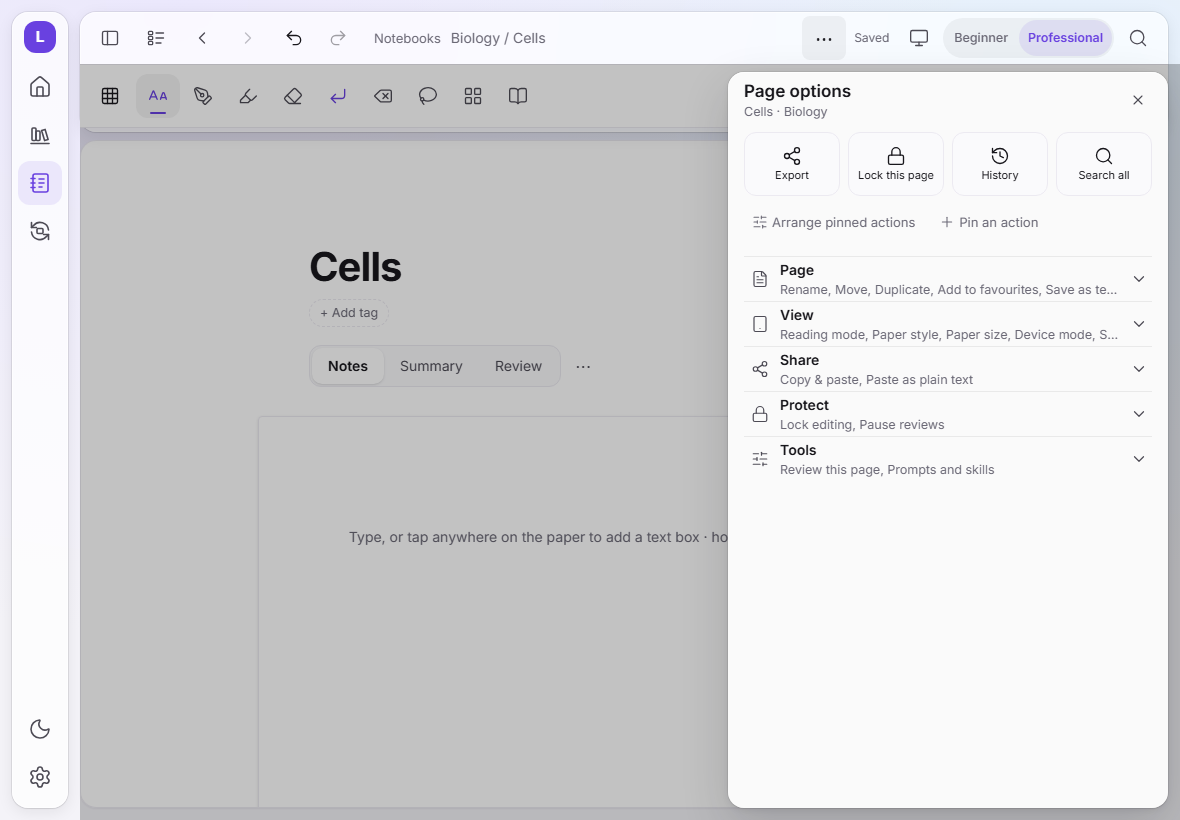 L
Notebooks Biology / Cells
Saved
Beginner Professional
AA
Page options
Cells · Biology
Export
Lock this page
History
Search all
Arrange pinned actions
Pin an action
Cells
+ Add tag
Page
Rename, Move, Duplicate, Add to favourites, Save as te...
View
Reading mode, Paper style, Paper size, Device mode, S...
Notes Summary Review
Share
Copy & paste, Paste as plain text
Protect
Lock editing, Pause reviews
Tools
Review this page, Prompts and skills
Type, or tap anywhere on the paper to add a text box · ho